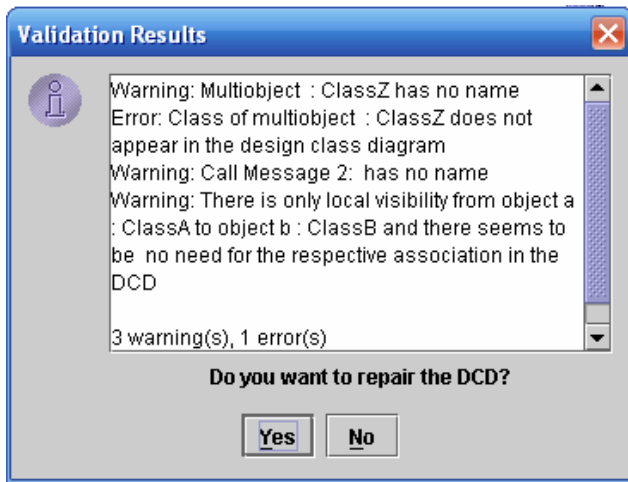 Validation Results
Warning: Multiobject : ClassZ has no name
Error: Class of multiobject : ClassZ does not
appear in the design class diagram
Warning: Call Message 2: has no name
Warning: There is only local visibility from object a
: ClassA to object b : ClassB and there seems to
be no need for the respective association in the
DCD
3 warning(s), 1 error(s)
Do you want to repair the DCD?
Yes No